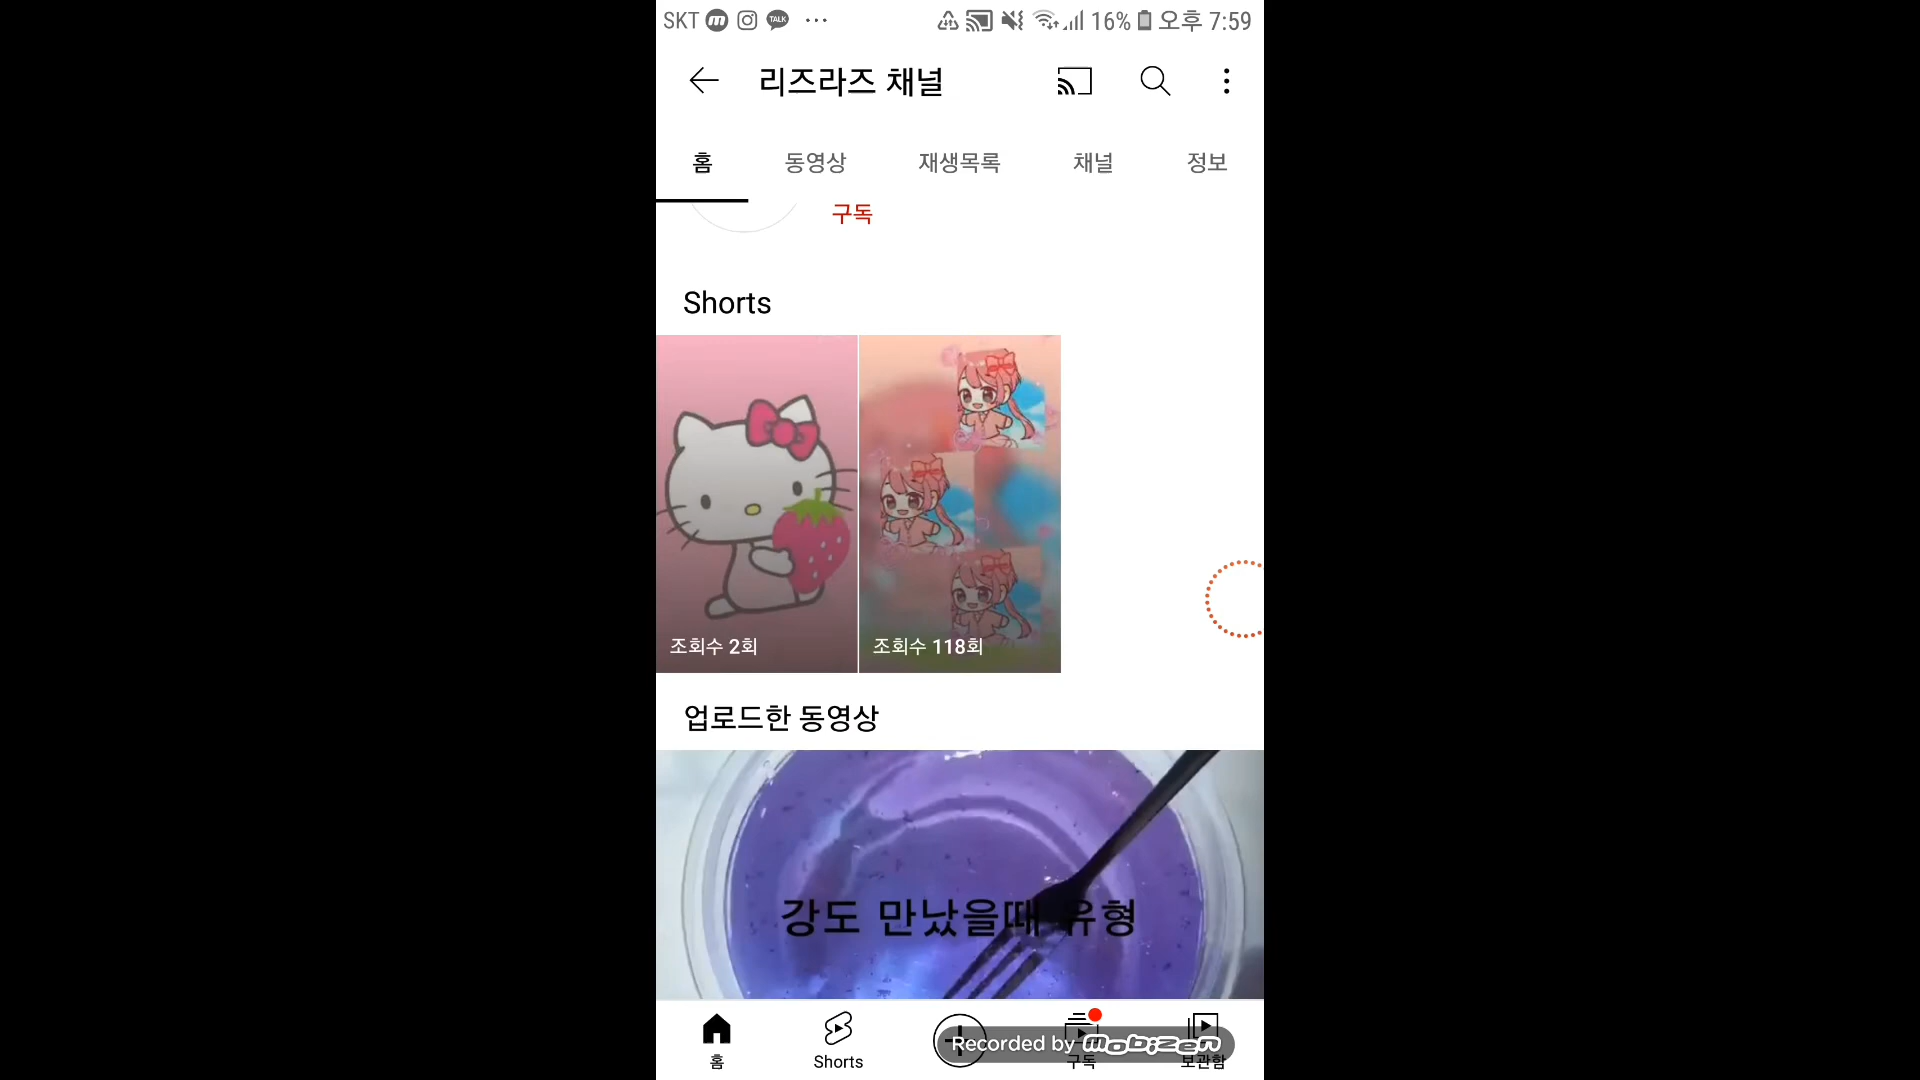 SKT TALK 16% 오후 7:59
리즈라즈 채널
홈 동영상 재생목록 채널 정보
구독
Shorts
조회수 2회 조회수 118회
업로드한 동영상
강도 만났을때 유형
Recorded by mobizen
홈 Shorts 구독 보관함